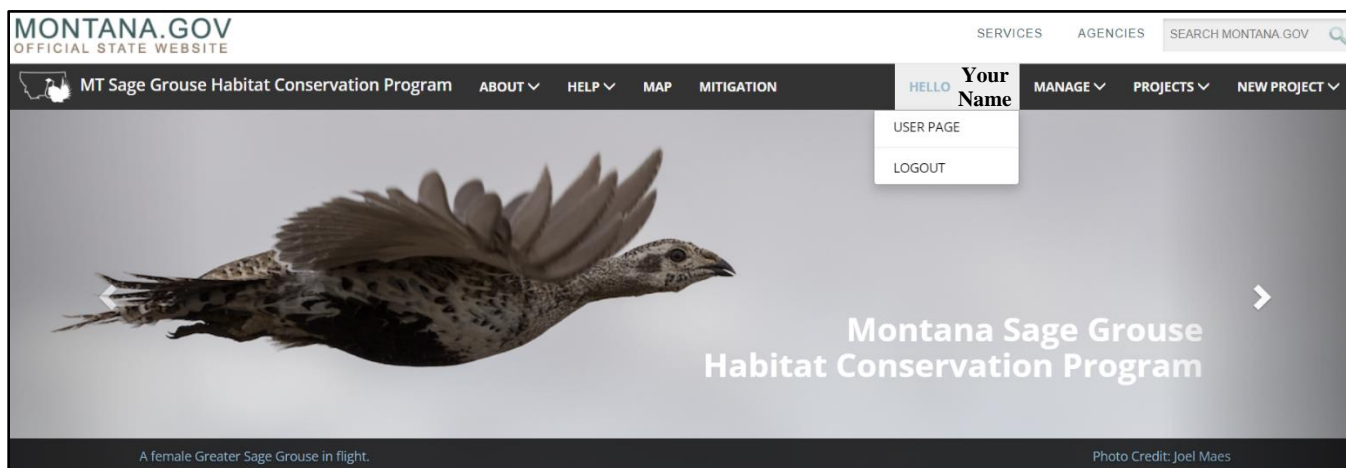 MONTANA.GOV
OFFICIAL STATE WEBSITE
SERVICES AGENCIES SEARCH MONTANA.GOV
MT Sage Grouse Habitat Conservation Program ABOUT HELP MAP MITIGATION HELLO Your Name MANAGE PROJECTS NEW PROJECT
USER PAGE
LOGOUT
Montana Sage Grouse
Habitat Conservation Program
A female Greater Sage Grouse in flight. Photo Credit: Joel Maes